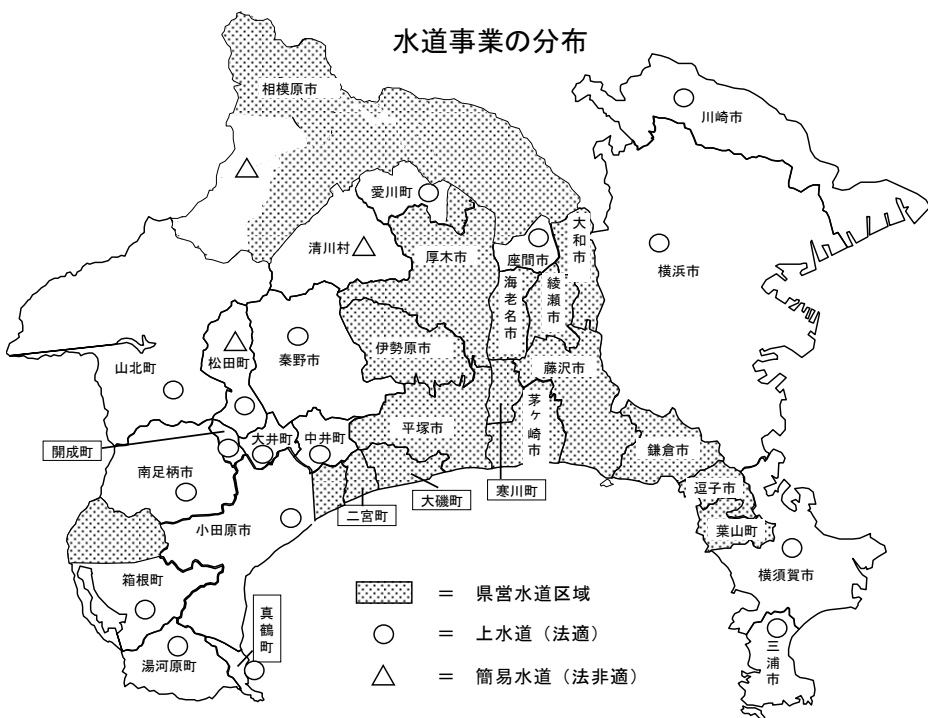 水道事業の分布
相模原市
川崎市
愛川町
清川村
厚木市
座間市
大和市
横浜市
海老名市
綾瀬市
松田町
秦野市
伊勢原市
山北町
藤沢市
茅ヶ崎市
開成町
大井町
中井町
平塚市
鎌倉市
南足柄市
寒川町
逗子市
大磯町
二宮町
小田原市
葉山町
箱根町
横須賀市
真鶴町
湯河原町
三浦市
= 県営水道区域
= 上水道（法適）
= 簡易水道（法非適）